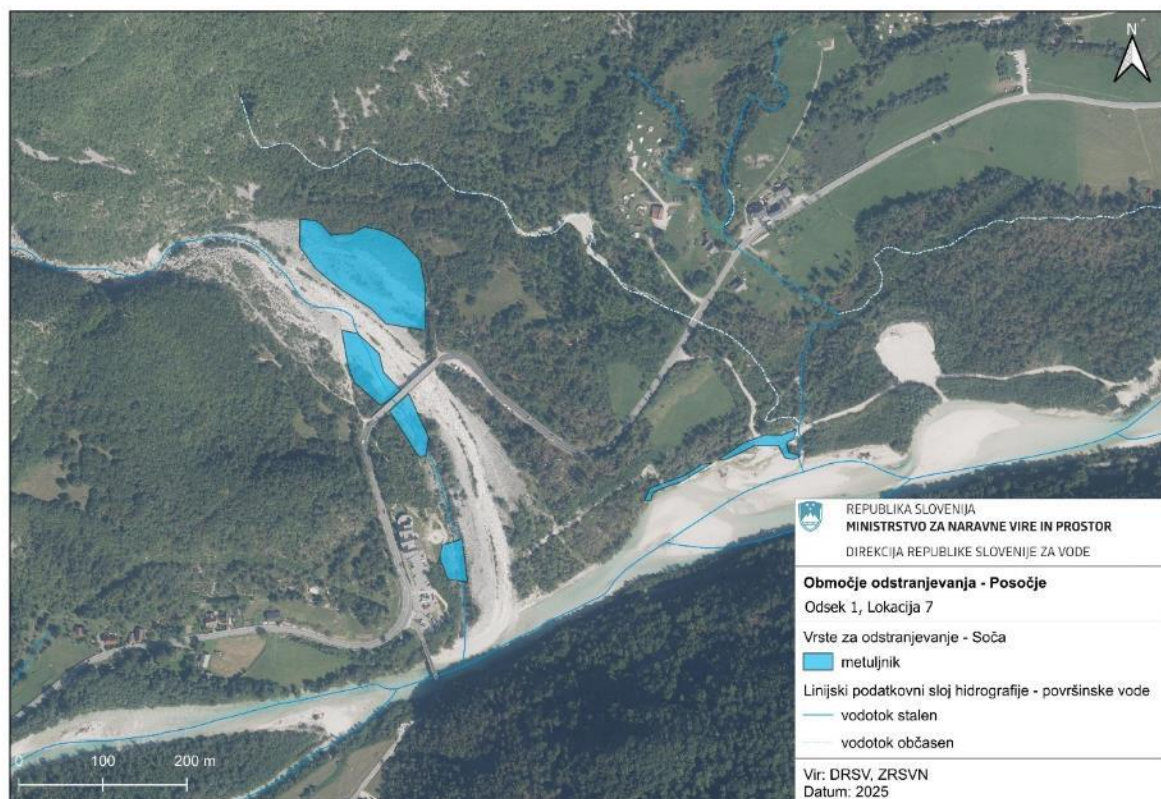 N
REPUBLIKA SLOVENIJA
MINISTRSTVO ZA NARAVNE VIRE IN PROSTOR
DIREKCIJA REPUBLIKE SLOVENIJE ZA VODE
Območje odstranjevanja - Posočje
Odsek 1, Lokacija 7
Vrste za odstranjevanje - Soča
metuljnik
Linijski podatkovni sloj hidrografije - površinske vode
vodotok stalen
vodotok občasen
Vir: DRSV, ZRSVN
Datum: 2025
0 100 200 m